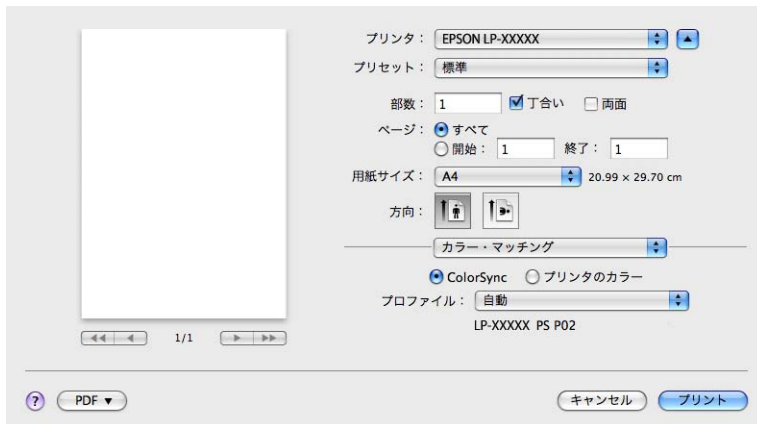 プリンタ： EPSON LP-XXXXX
プリセット： 標準
部数： 1 丁合い 両面
ページ： すべて
開始： 1 終了： 1
用紙サイズ： A4 20.99 × 29.70 cm
方向：
カラー・マッチング
ColorSync プリンタのカラー
プロファイル： 自動
LP-XXXXX PS P02
1/1
? PDF ▼ キャンセル プリント